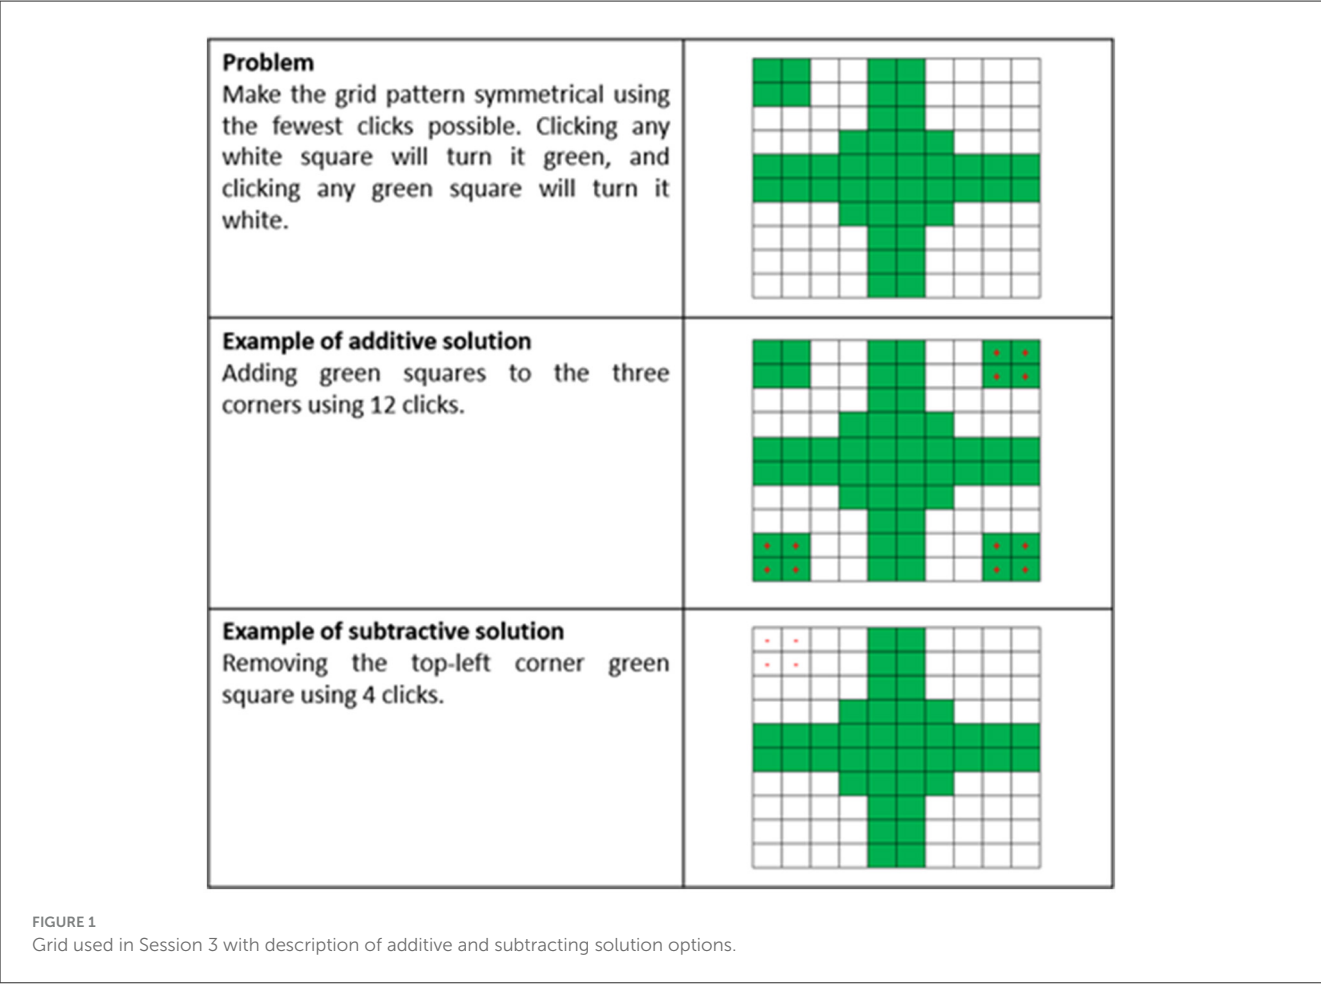 Problem
Make the grid pattern symmetrical using
the fewest clicks possible. Clicking any
white square will turn it green, and
clicking any green square will turn it
white.
Example of additive solution
Adding green squares to the three
corners using 12 clicks.
Example of subtractive solution
Removing the top-left corner green
square using 4 clicks.
FIGURE 1
Grid used in Session 3 with description of additive and subtracting solution options.